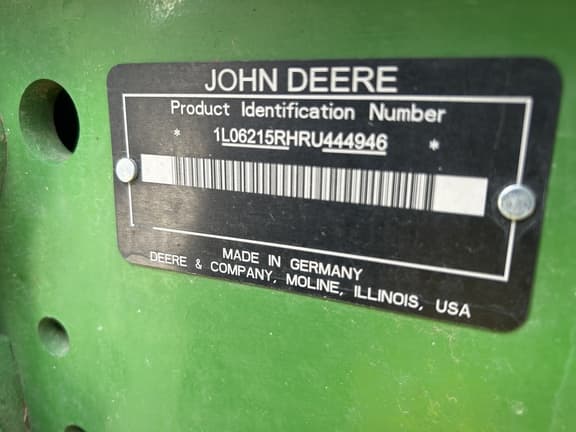 JOHN DEERE
Product Identification Number
* 1L06215RHRU444946 *
MADE IN GERMANY
DEERE & COMPANY, MOLINE, ILLINOIS, USA